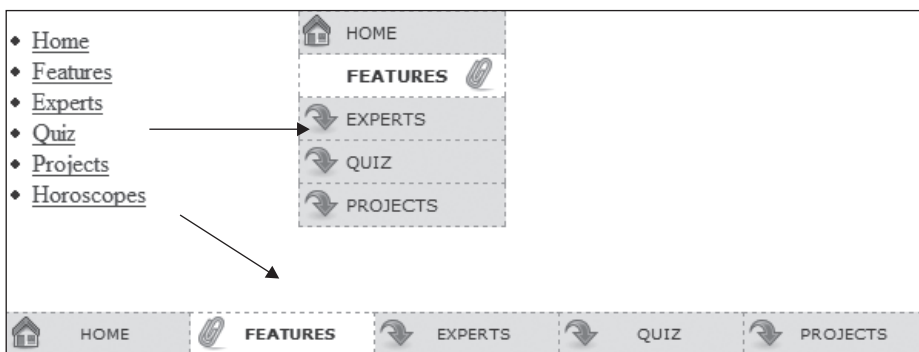 Home
Features
Experts
Quiz
Projects
Horoscopes
HOME
FEATURES
EXPERTS
QUIZ
PROJECTS
HOME FEATURES EXPERTS QUIZ PROJECTS